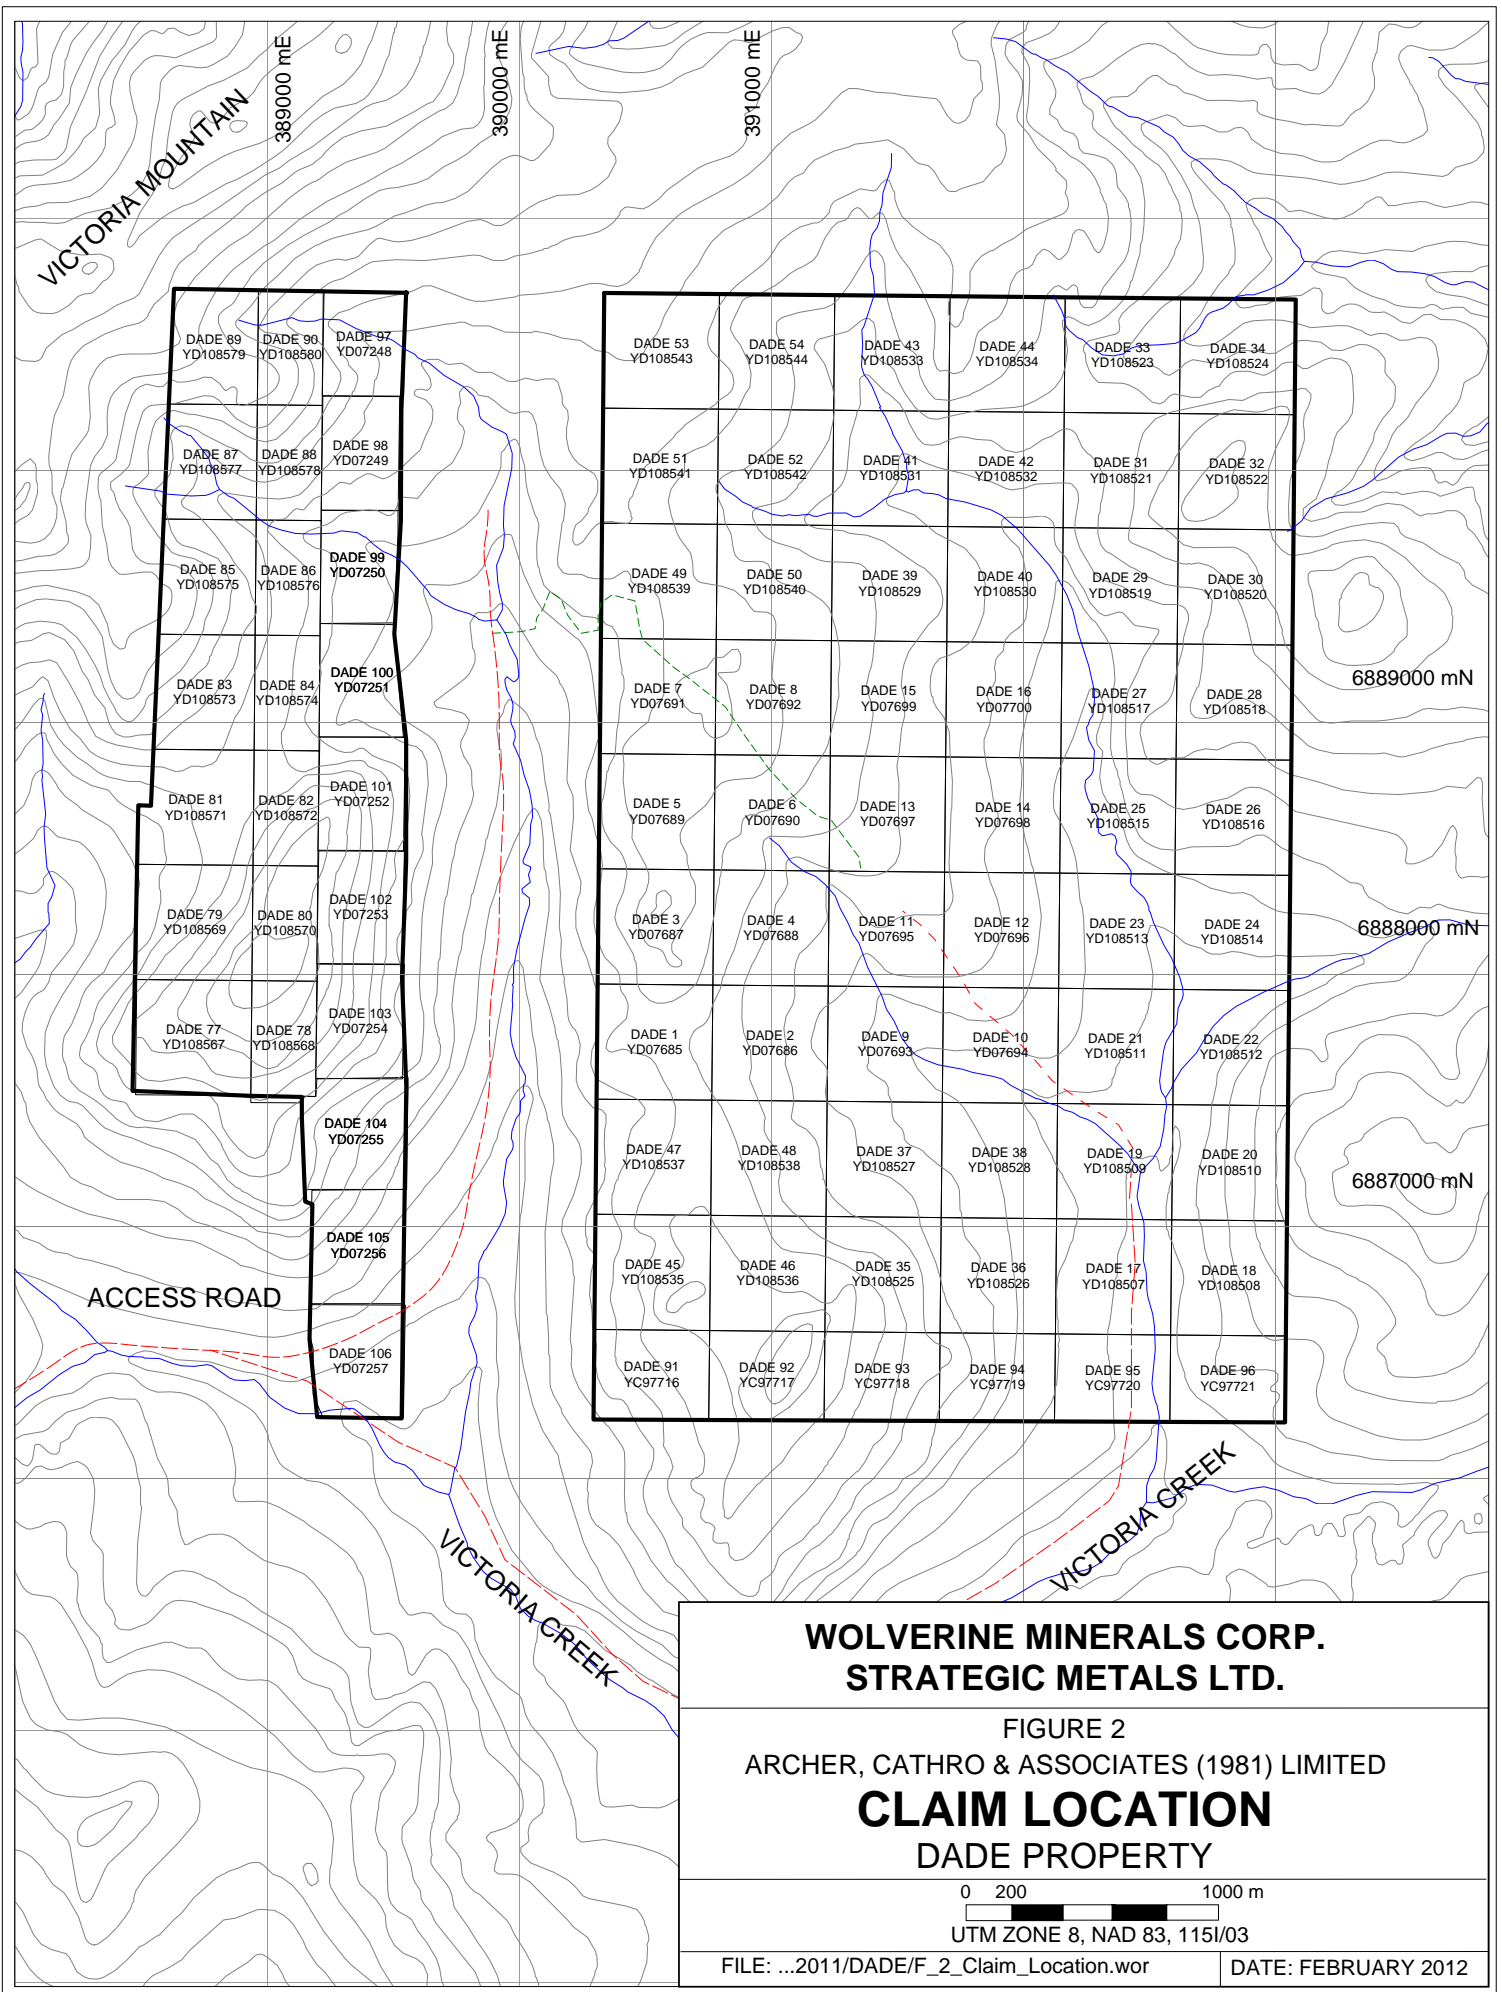 389000 mE
390000 mE
391000 mE
VICTORIA MOUNTAIN
DADE 89
YD108579
DADE 90
YD108580
DADE 97
YD07248
DADE 87
YD108577
DADE 88
YD108578
DADE 98
YD07249
DADE 85
YD108575
DADE 86
YD108576
DADE 99
YD07250
DADE 83
YD108573
DADE 84
YD108574
DADE 100
YD07251
DADE 81
YD108571
DADE 82
YD108572
DADE 101
YD07252
DADE 79
YD108569
DADE 80
YD108570
DADE 102
YD07253
DADE 77
YD108567
DADE 78
YD108568
DADE 103
YD07254
DADE 104
YD07255
DADE 105
YD07256
DADE 106
YD07257
DADE 53
YD108543
DADE 54
YD108544
DADE 43
YD108533
DADE 44
YD108534
DADE 33
YD108523
DADE 34
YD108524
DADE 51
YD108541
DADE 52
YD108542
DADE 41
YD108531
DADE 42
YD108532
DADE 31
YD108521
DADE 32
YD108522
DADE 49
YD108539
DADE 50
YD108540
DADE 39
YD108529
DADE 40
YD108530
DADE 29
YD108519
DADE 30
YD108520
DADE 7
YD07691
DADE 8
YD07692
DADE 15
YD07699
DADE 16
YD07700
DADE 27
YD108517
DADE 28
YD108518
DADE 5
YD07689
DADE 6
YD07690
DADE 13
YD07697
DADE 14
YD07698
DADE 25
YD108515
DADE 26
YD108516
DADE 3
YD07687
DADE 4
YD07688
DADE 11
YD07695
DADE 12
YD07696
DADE 23
YD108513
DADE 24
YD108514
DADE 1
YD07685
DADE 2
YD07686
DADE 9
YD07693
DADE 10
YD07694
DADE 21
YD108511
DADE 22
YD108512
DADE 47
YD108537
DADE 48
YD108538
DADE 37
YD108527
DADE 38
YD108528
DADE 19
YD108509
DADE 20
YD108510
DADE 45
YD108535
DADE 46
YD108536
DADE 35
YD108525
DADE 36
YD108526
DADE 17
YD108507
DADE 18
YD108508
DADE 91
YC97716
DADE 92
YC97717
DADE 93
YC97718
DADE 94
YC97719
DADE 95
YC97720
DADE 96
YC97721
6889000 mN
6888000 mN
6887000 mN
ACCESS ROAD
VICTORIA CREEK
VICTORIA CREEK
WOLVERINE MINERALS CORP.
STRATEGIC METALS LTD.
FIGURE 2
ARCHER, CATHRO & ASSOCIATES (1981) LIMITED
CLAIM LOCATION
DADE PROPERTY
0 200 1000 m
UTM ZONE 8, NAD 83, 115I/03
FILE: ...2011/DADE/F_2_Claim_Location.wor
DATE: FEBRUARY 2012